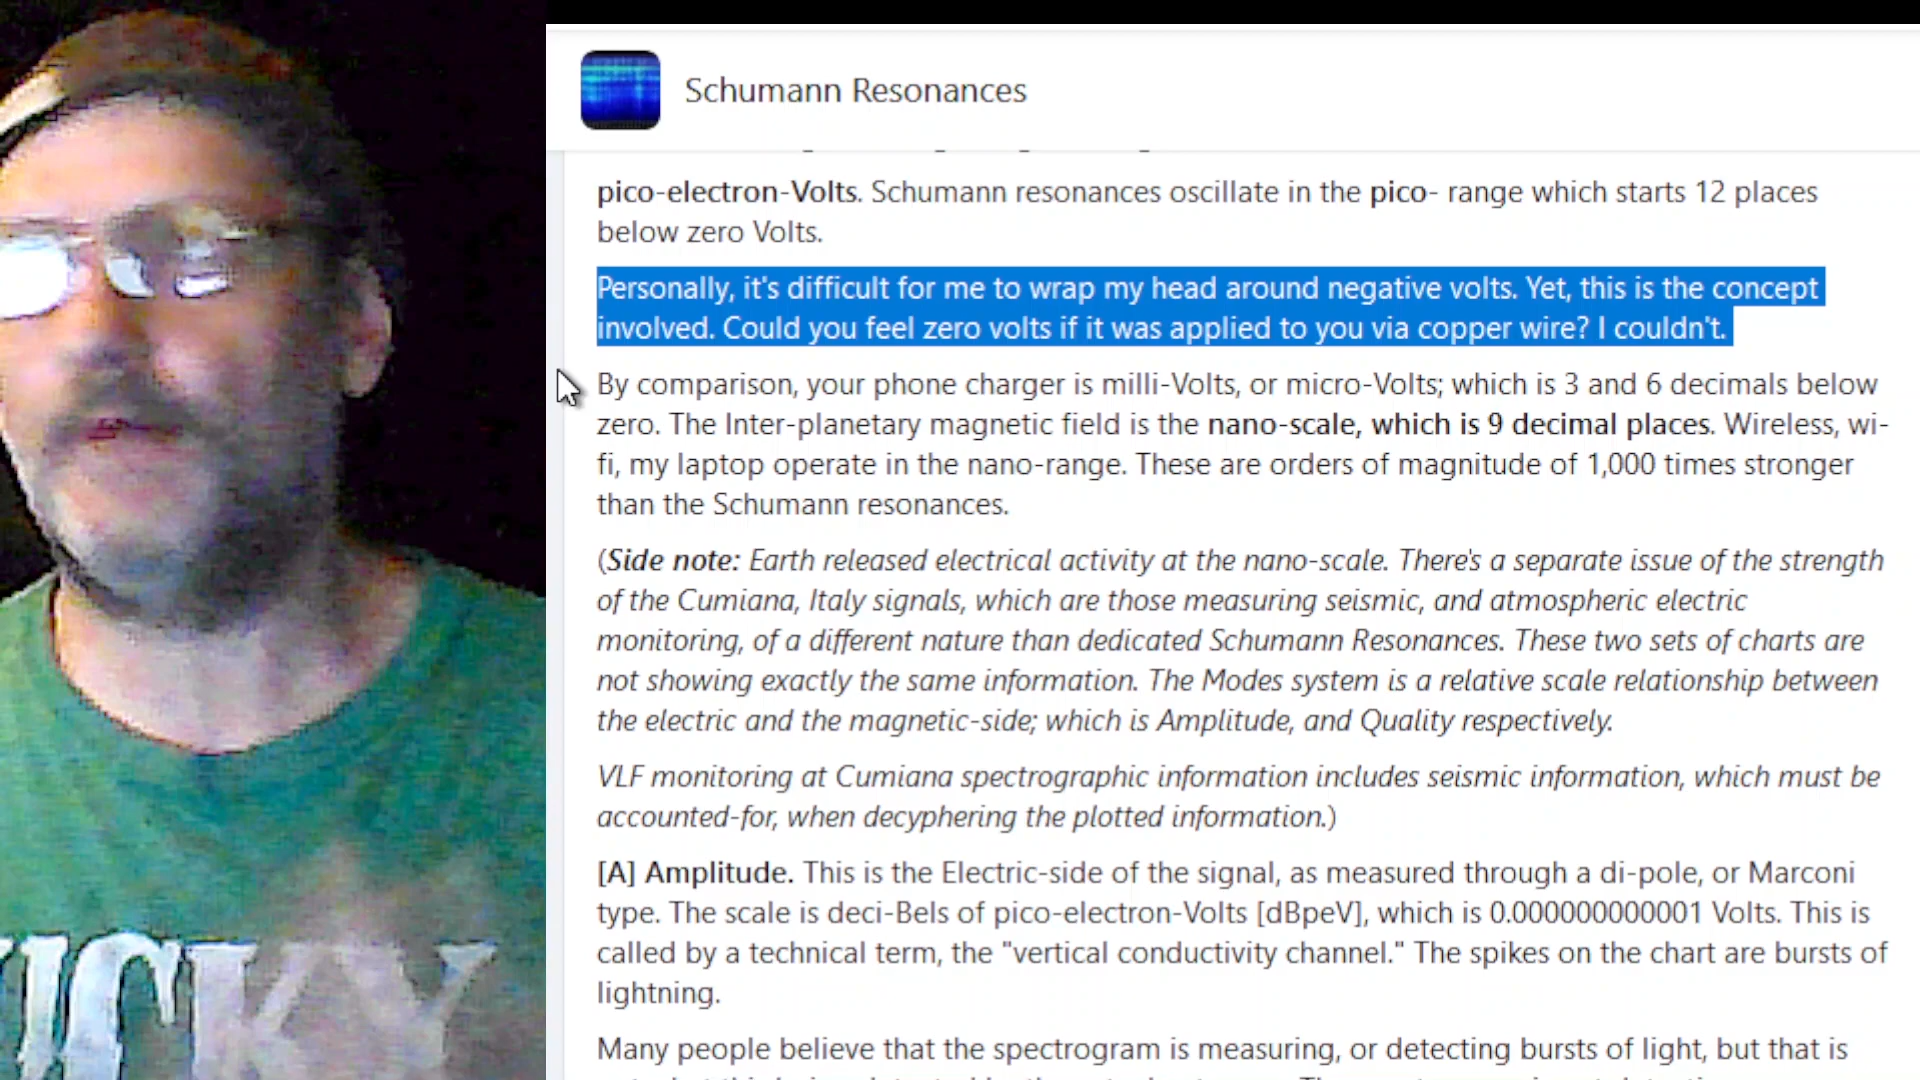 Schumann Resonances
pico-electron-Volts. Schumann resonances oscillate in the pico- range which starts 12 places
below zero Volts.
Personally, it's difficult for me to wrap my head around negative volts. Yet, this is the concept
involved. Could you feel zero volts if it was applied to you via copper wire? I couldn't.
By comparison, your phone charger is milli-Volts, or micro-Volts; which is 3 and 6 decimals below
zero. The Inter-planetary magnetic field is the nano-scale, which is 9 decimal places. Wireless, wi-
fi, my laptop operate in the nano-range. These are orders of magnitude of 1,000 times stronger
than the Schumann resonances.
(Side note: Earth released electrical activity at the nano-scale. There's a separate issue of the strength
of the Cumiana, Italy signals, which are those measuring seismic, and atmospheric electric
monitoring, of a different nature than dedicated Schumann Resonances. These two sets of charts are
not showing exactly the same information. The Modes system is a relative scale relationship between
the electric and the magnetic-side; which is Amplitude, and Quality respectively.
VLF monitoring at Cumiana spectrographic information includes seismic information, which must be
accounted-for, when decyphering the plotted information.)
[A] Amplitude. This is the Electric-side of the signal, as measured through a di-pole, or Marconi
type. The scale is deci-Bels of pico-electron-Volts [dBpeV], which is 0.000000000001 Volts. This is
called by a technical term, the "vertical conductivity channel." The spikes on the chart are bursts of
lightning.
Many people believe that the spectrogram is measuring, or detecting bursts of light, but that is
ICKY